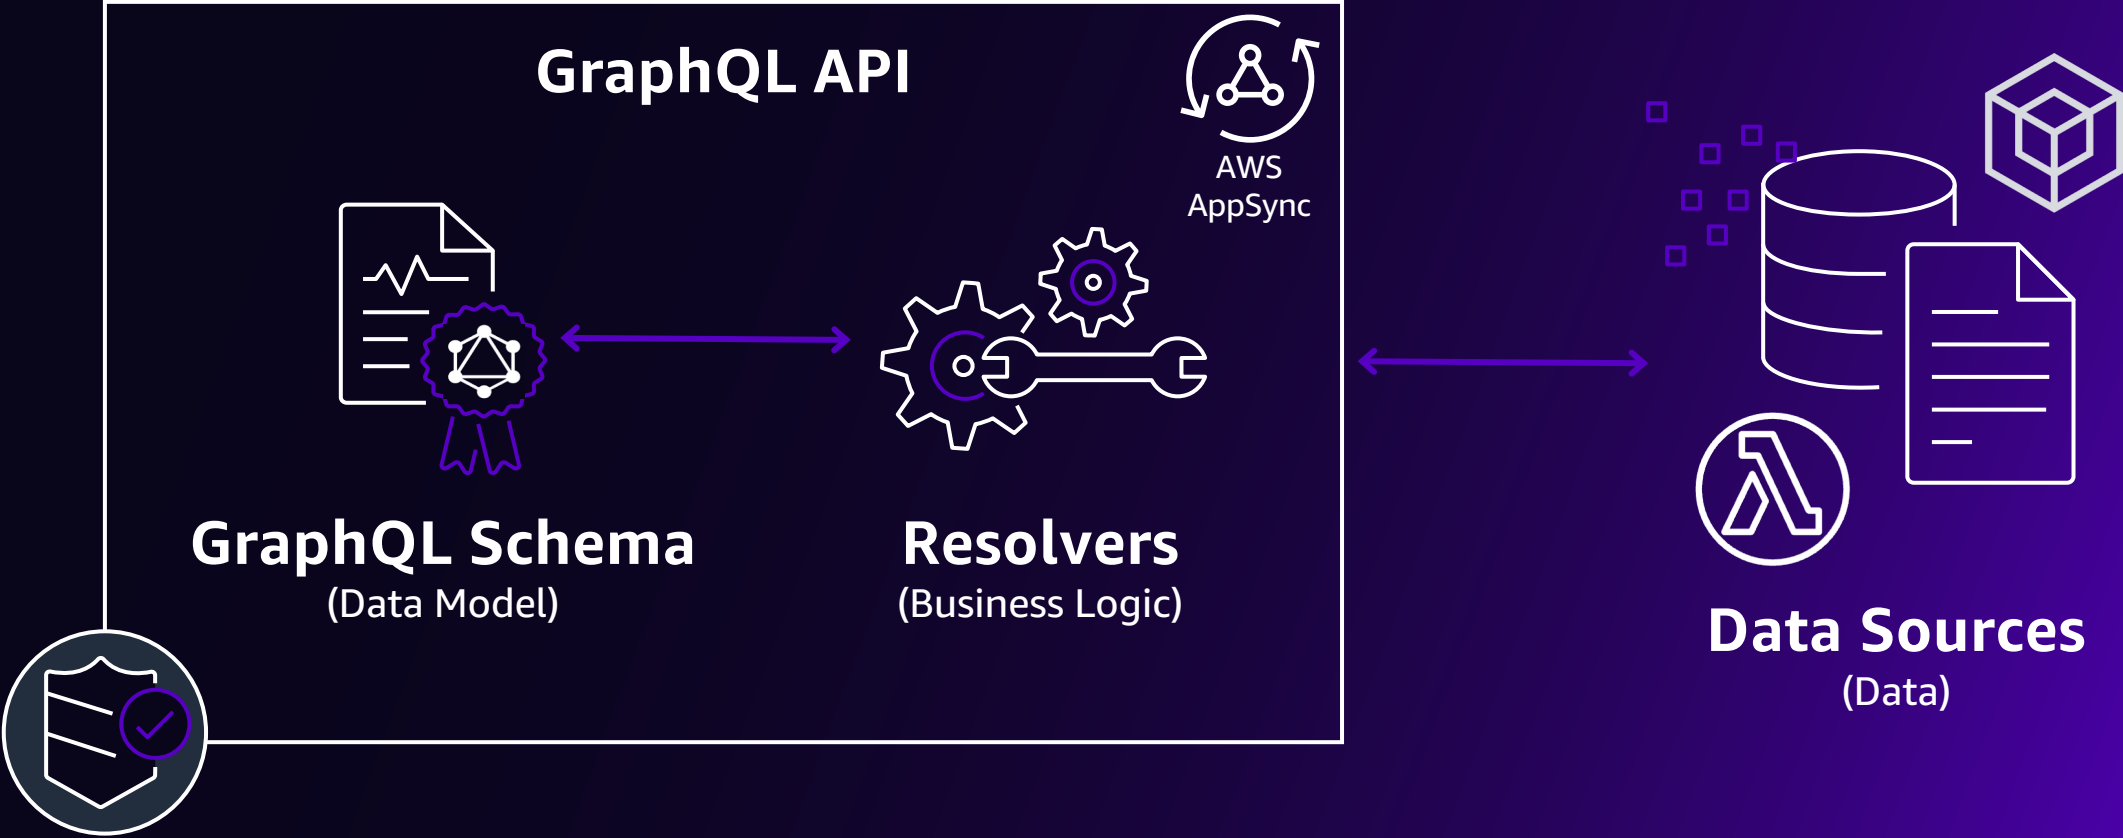 GraphQL API
AWS
AppSync
GraphQL Schema
(Data Model)
Resolvers
(Business Logic)
Data Sources
(Data)